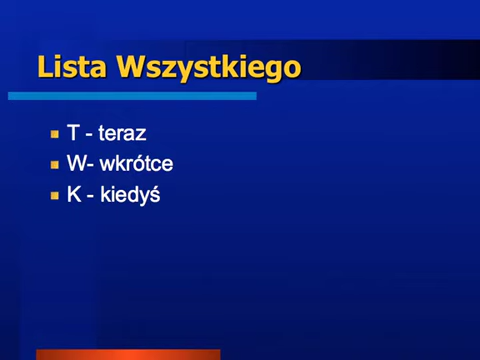 Lista Wszystkiego
T - teraz
W- wkrótce
K - kiedyś